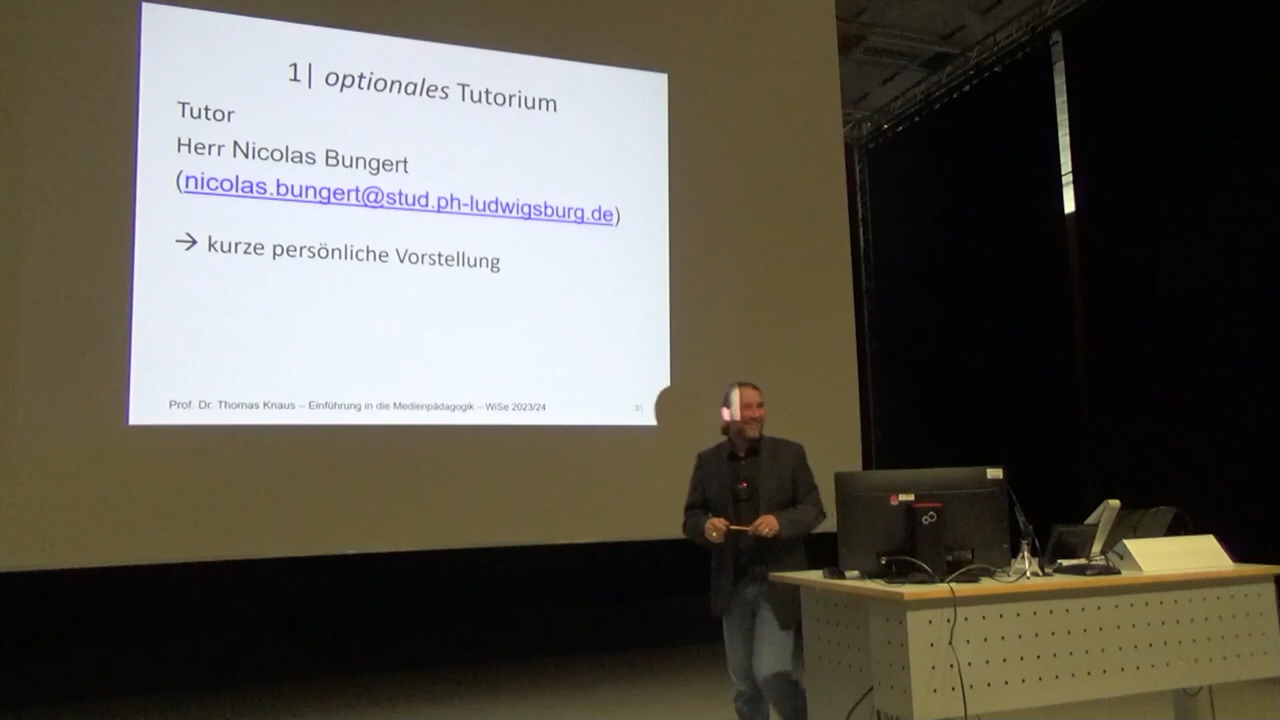 1| optionales Tutorium
Tutor
Herr Nicolas Bungert
(nicolas.bungert@stud.ph-ludwigsburg.de)
→ kurze persönliche Vorstellung
Prof. Dr. Thomas Knaus – Einführung in die Medienpädagogik – WiSe 2023/24